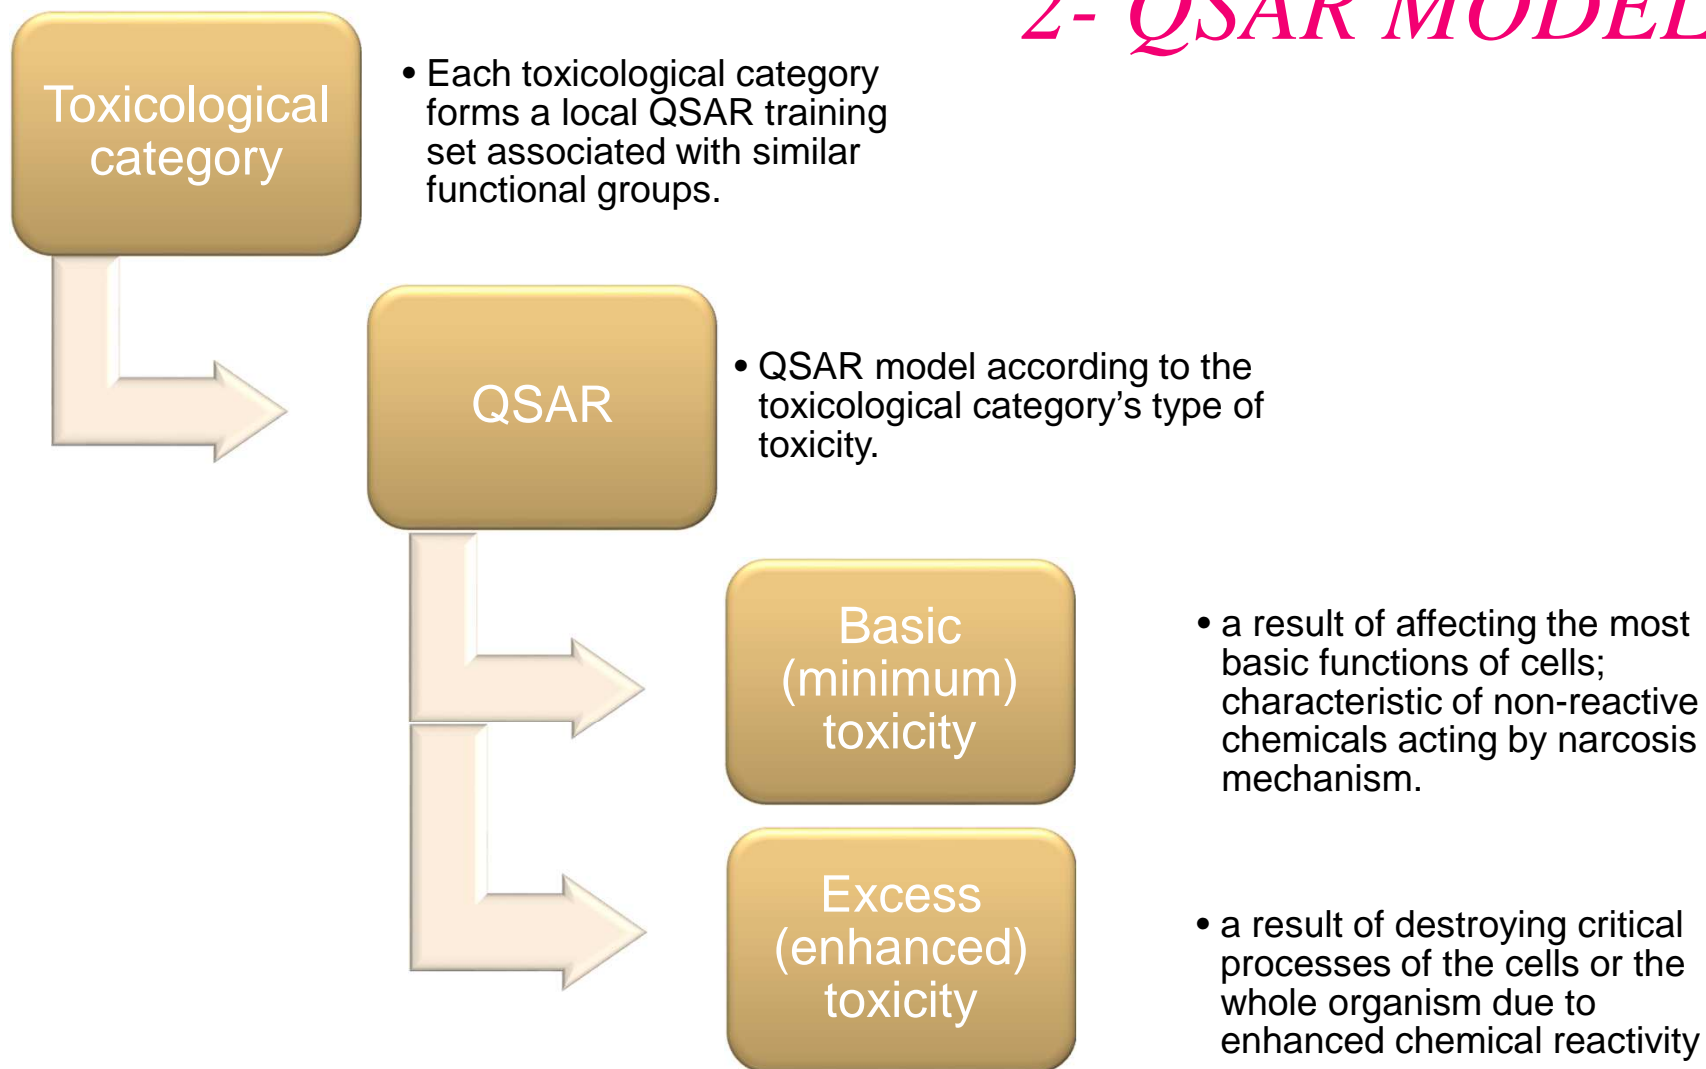 2- QSAR MODEL
Toxicological
category
• Each toxicological category
forms a local QSAR training
set associated with similar
functional groups.
QSAR
• QSAR model according to the
toxicological category’s type of
toxicity.
Basic
(minimum)
toxicity
• a result of affecting the most
basic functions of cells;
characteristic of non-reactive
chemicals acting by narcosis
mechanism.
Excess
(enhanced)
toxicity
• a result of destroying critical
processes of the cells or the
whole organism due to
enhanced chemical reactivity